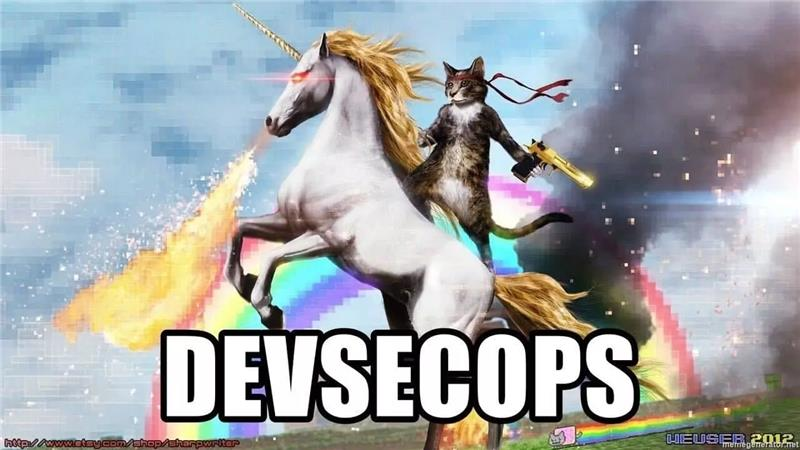 DEVSECOPS
http://www.etsy.com/shop/sharpwriter
HEUSER 2012
memegenerator.net